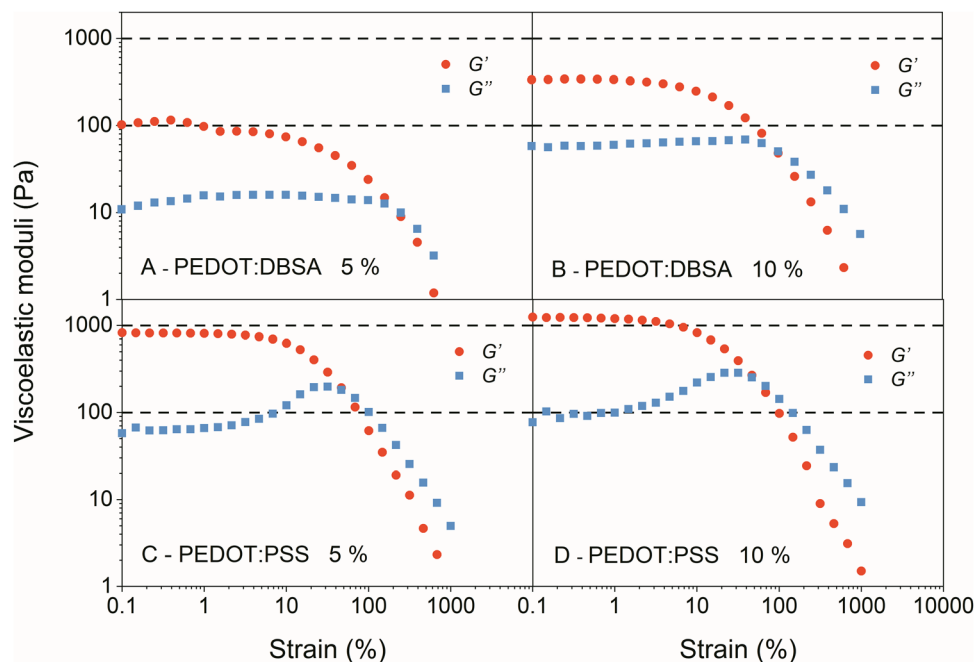 Viscoelastic moduli (Pa)
1000
100
10
1
G'
G''
A - PEDOT:DBSA 5 %
G'
G''
B - PEDOT:DBSA 10 %
1000
100
10
1
G'
G''
C - PEDOT:PSS 5 %
G'
G''
D - PEDOT:PSS 10 %
0.1 1 10 100 1000
0.1 1 10 100 1000 10000
Strain (%)
Strain (%)